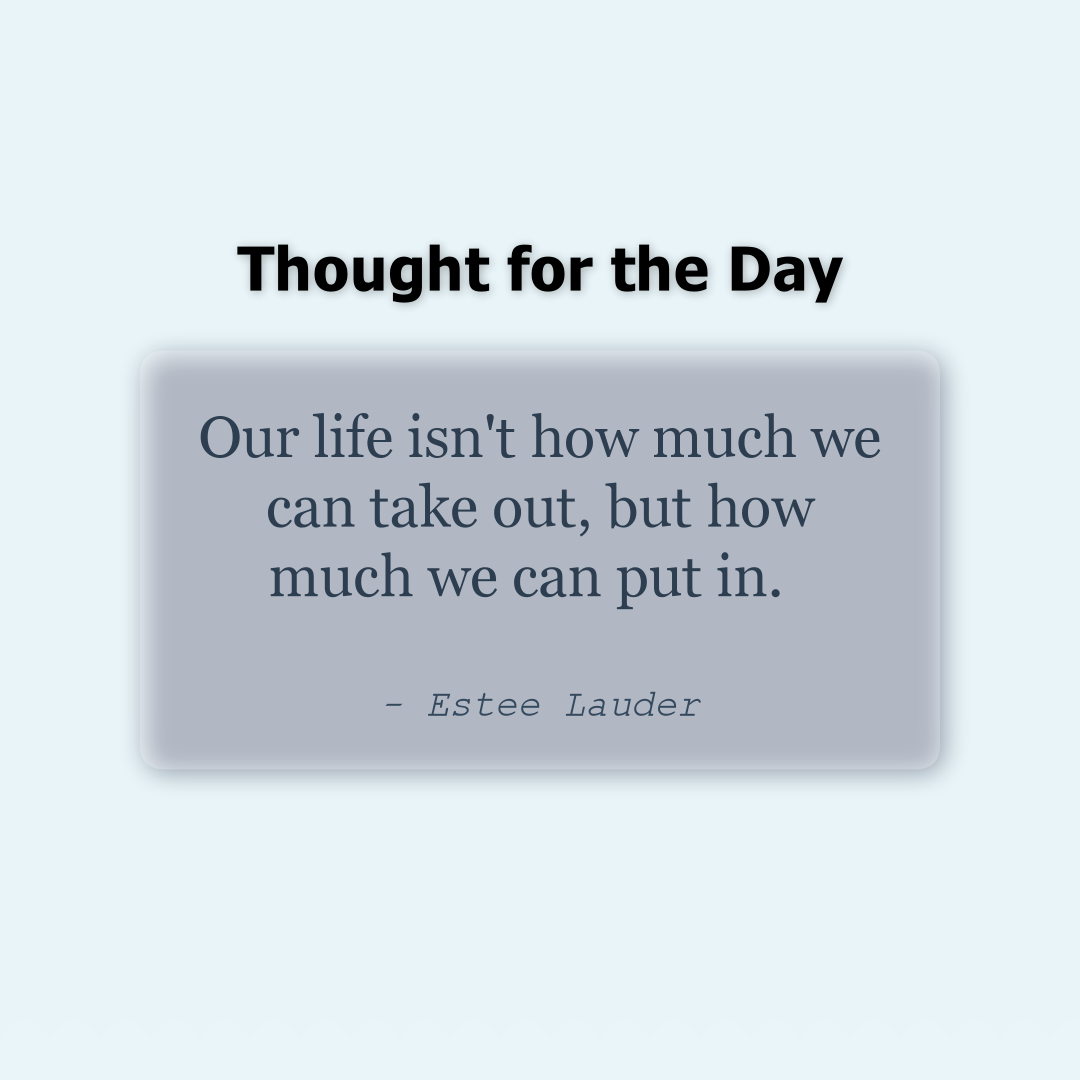 Thought for the Day
Our life isn't how much we
can take out, but how
much we can put in.
- Estee Lauder